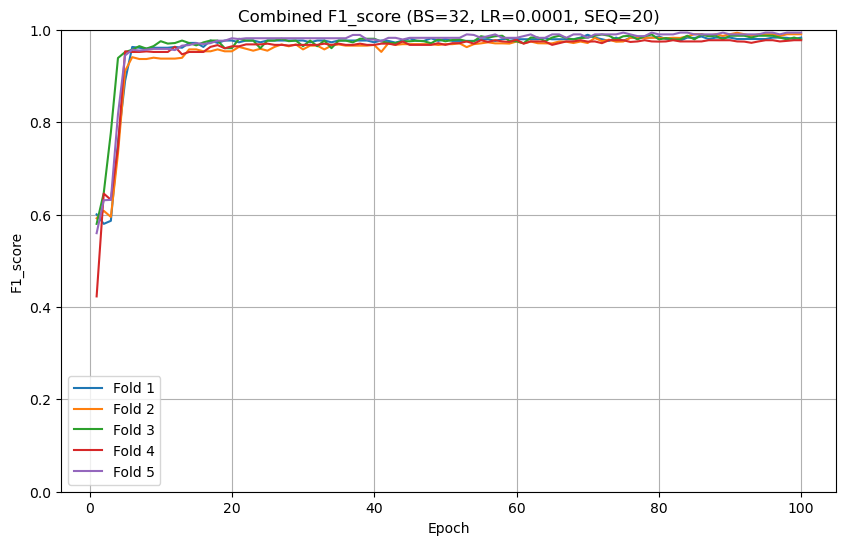 Combined F1_score (BS=32, LR=0.0001, SEQ=20)
1.0
0.8
0.6
0.4
0.2
0.0
F1_score
Fold 1
Fold 2
Fold 3
Fold 4
Fold 5
0 20 40 60 80 100
Epoch